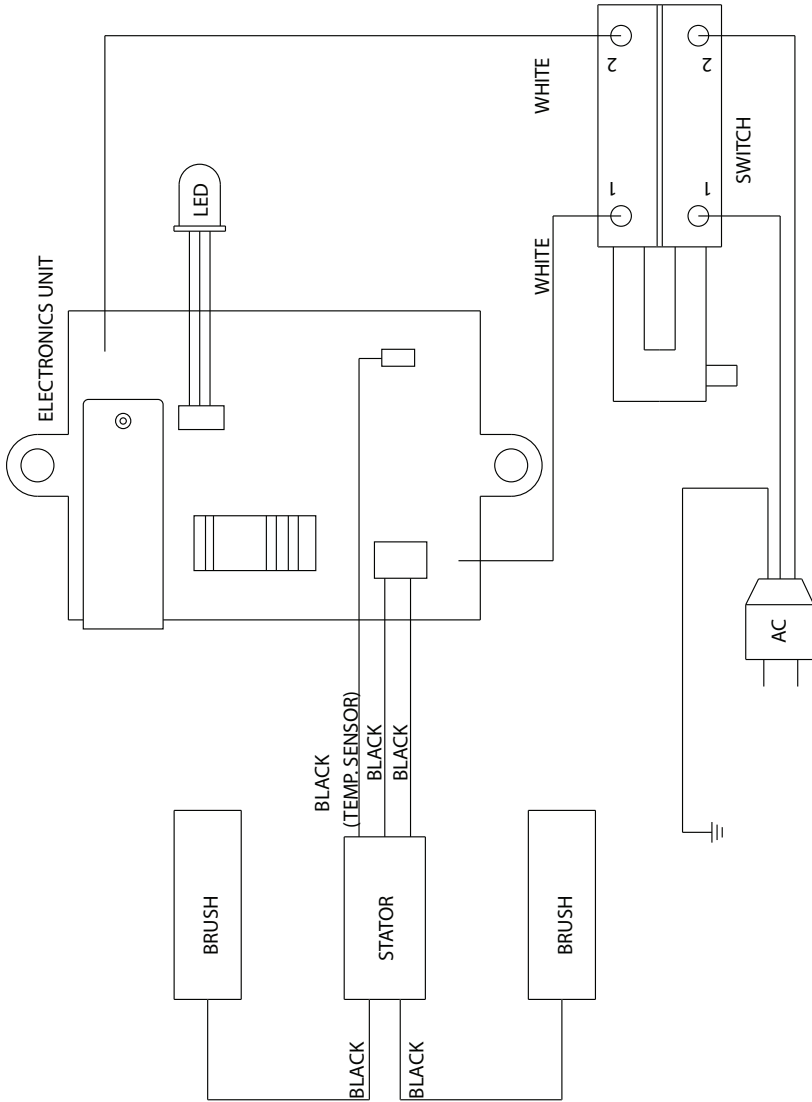 ELECTRONICS UNIT
BRUSH
LED
BLACK
(TEMP. SENSOR)
BLACK
BLACK
STATOR
BLACK
BLACK
WHITE
WHITE
BRUSH
1
2
1
2
SWITCH
AC